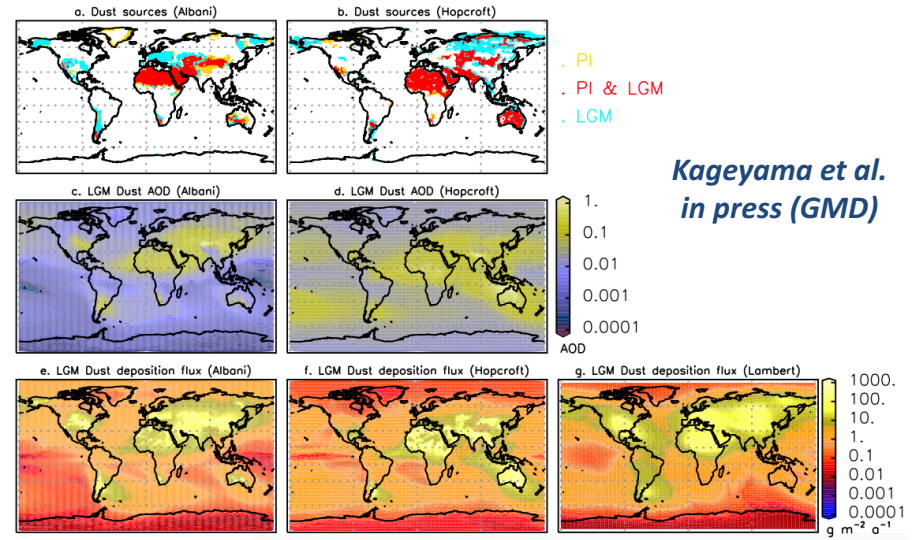 a. Dust sources (Albani)
b. Dust sources (Hopcroft)
. PI
. PI & LGM
. LGM
Kageyama et al.
in press (GMD)
c. LGM Dust AOD (Albani)
d. LGM Dust AOD (Hopcroft)
1.
0.1
0.01
0.001
0.0001
AOD
e. LGM Dust deposition flux (Albani)
f. LGM Dust deposition flux (Hopcroft)
g. LGM Dust deposition flux (Lambert)
1000.
100.
10.
1.
0.1
0.01
0.001
0.0001
g m⁻² a⁻¹